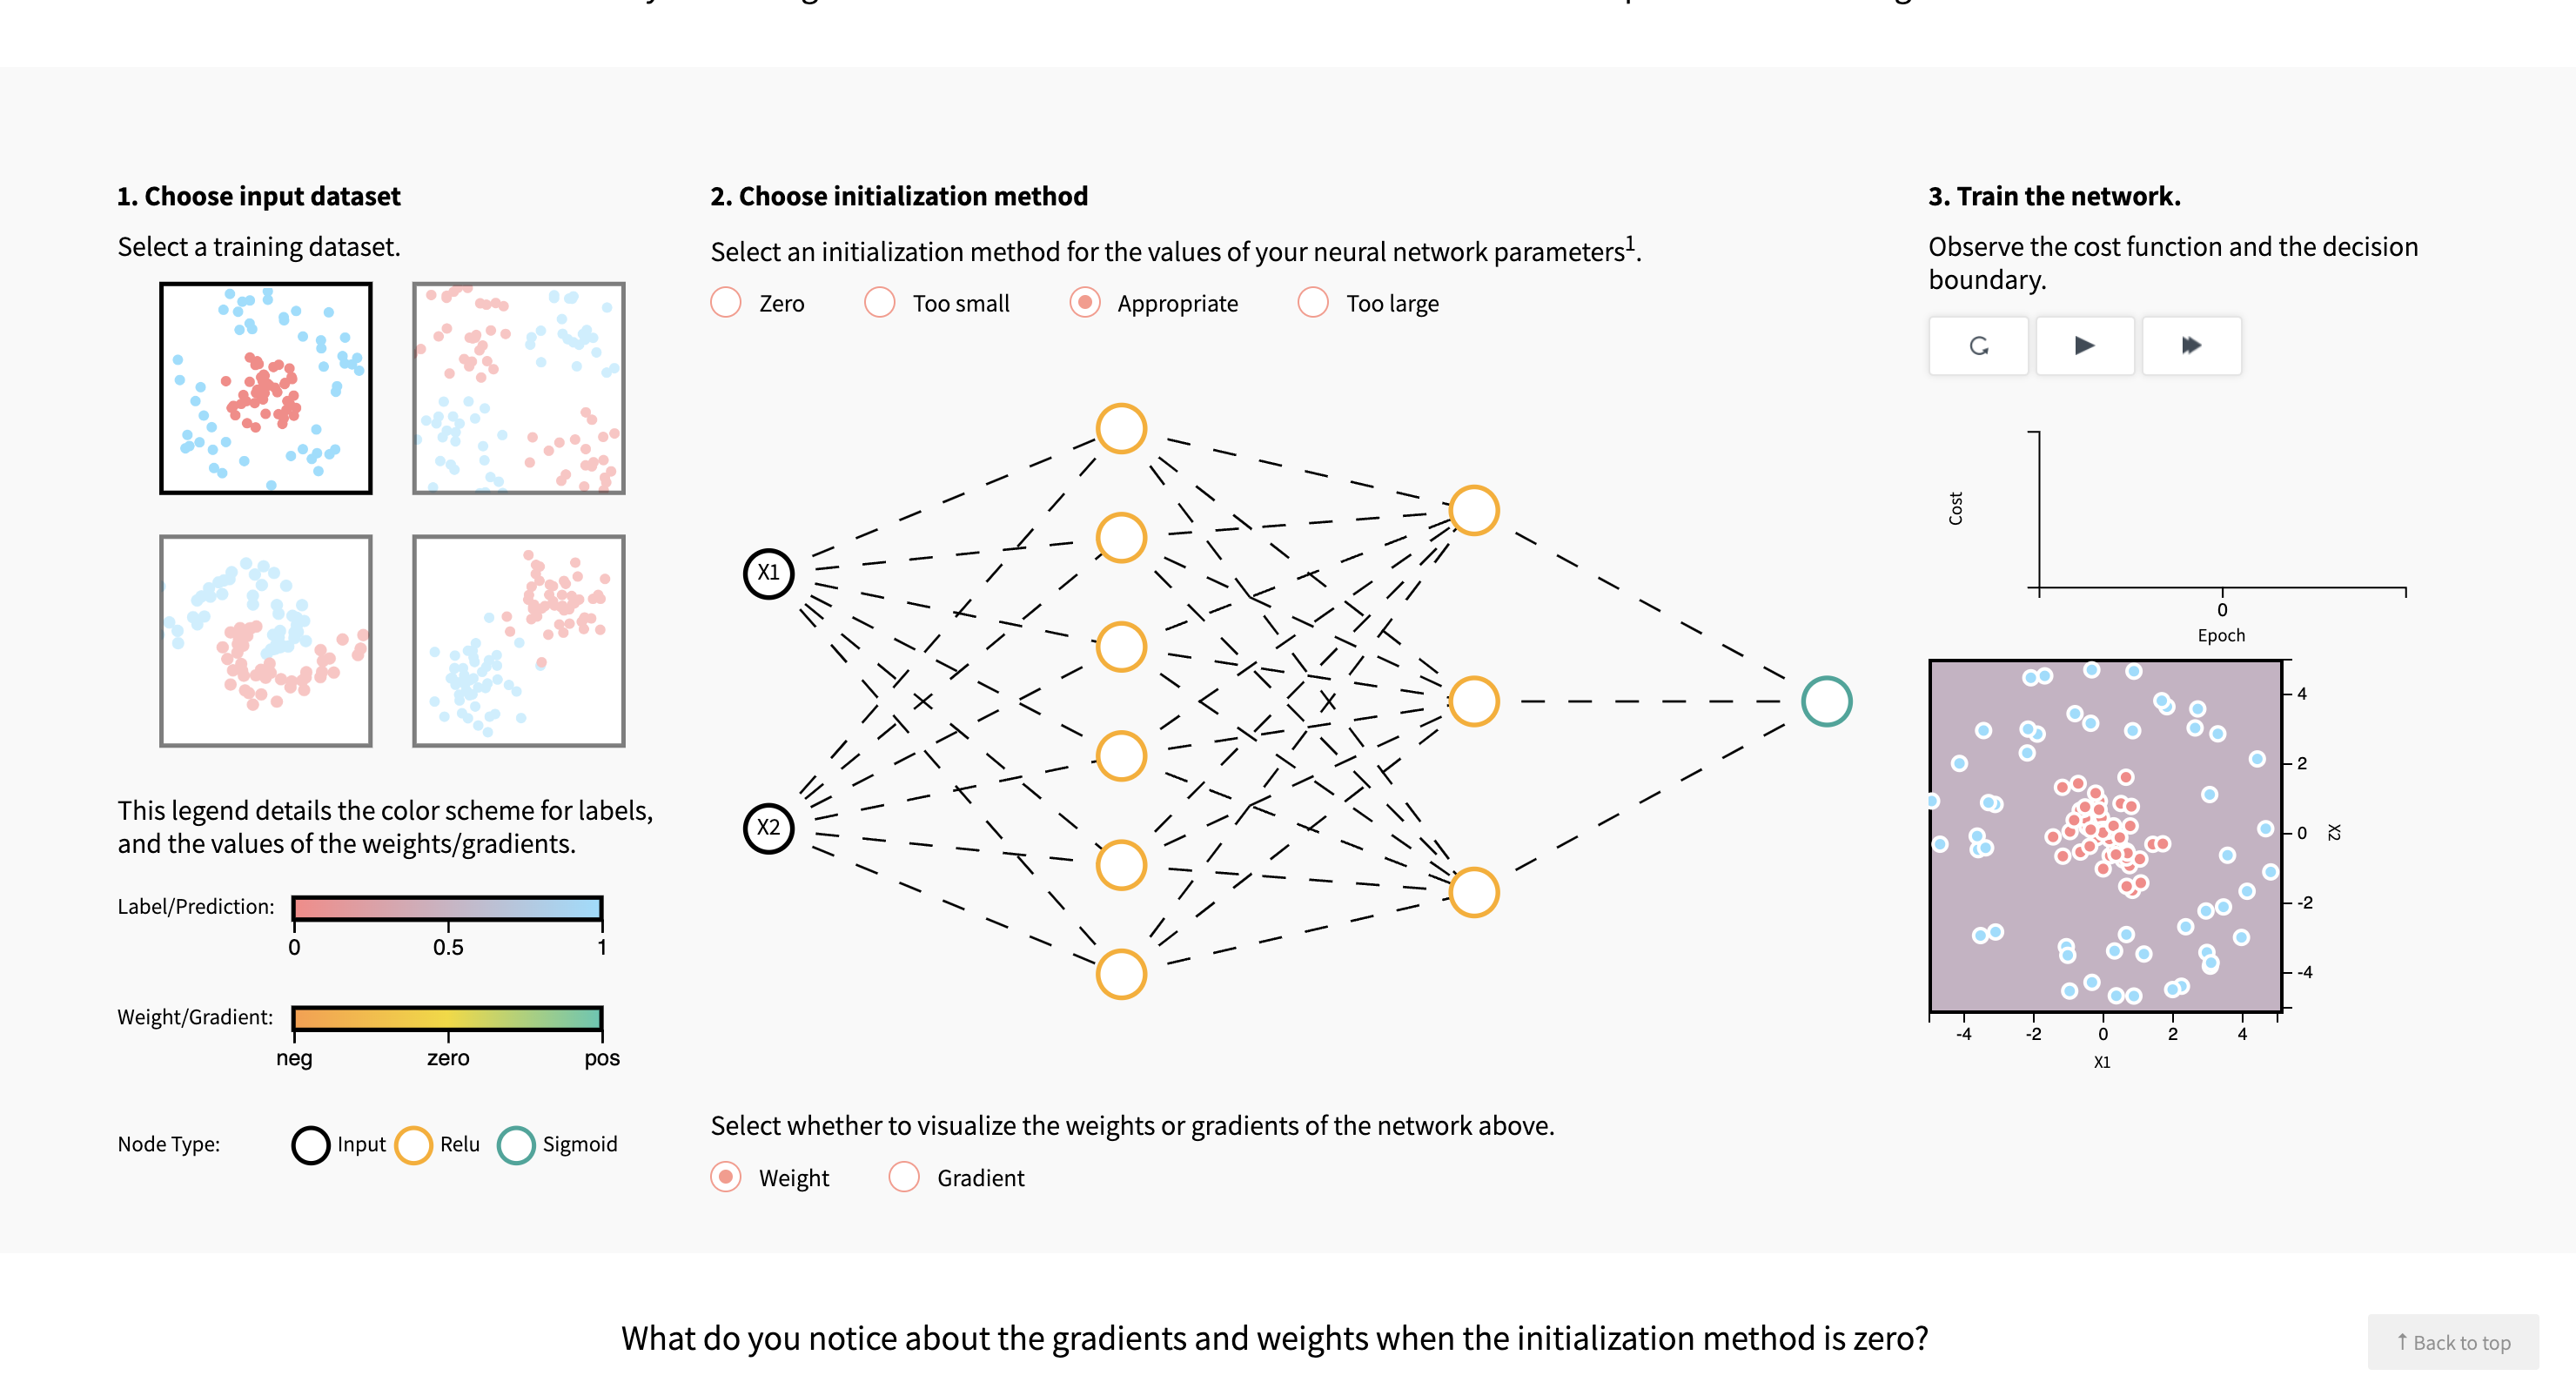 1. Choose input dataset
Select a training dataset.
This legend details the color scheme for labels,
and the values of the weights/gradients.
Label/Prediction:
0 0.5 1
Weight/Gradient:
neg zero pos
Node Type: Input Relu Sigmoid
2. Choose initialization method
Select an initialization method for the values of your neural network parameters¹.
Zero Too small Appropriate Too large
X1
X2
Select whether to visualize the weights or gradients of the network above.
Weight Gradient
3. Train the network.
Observe the cost function and the decision
boundary.
Cost
0
Epoch
4
2
0
-2
-4
X2
-4 -2 0 2 4
X1
What do you notice about the gradients and weights when the initialization method is zero?
↑ Back to top